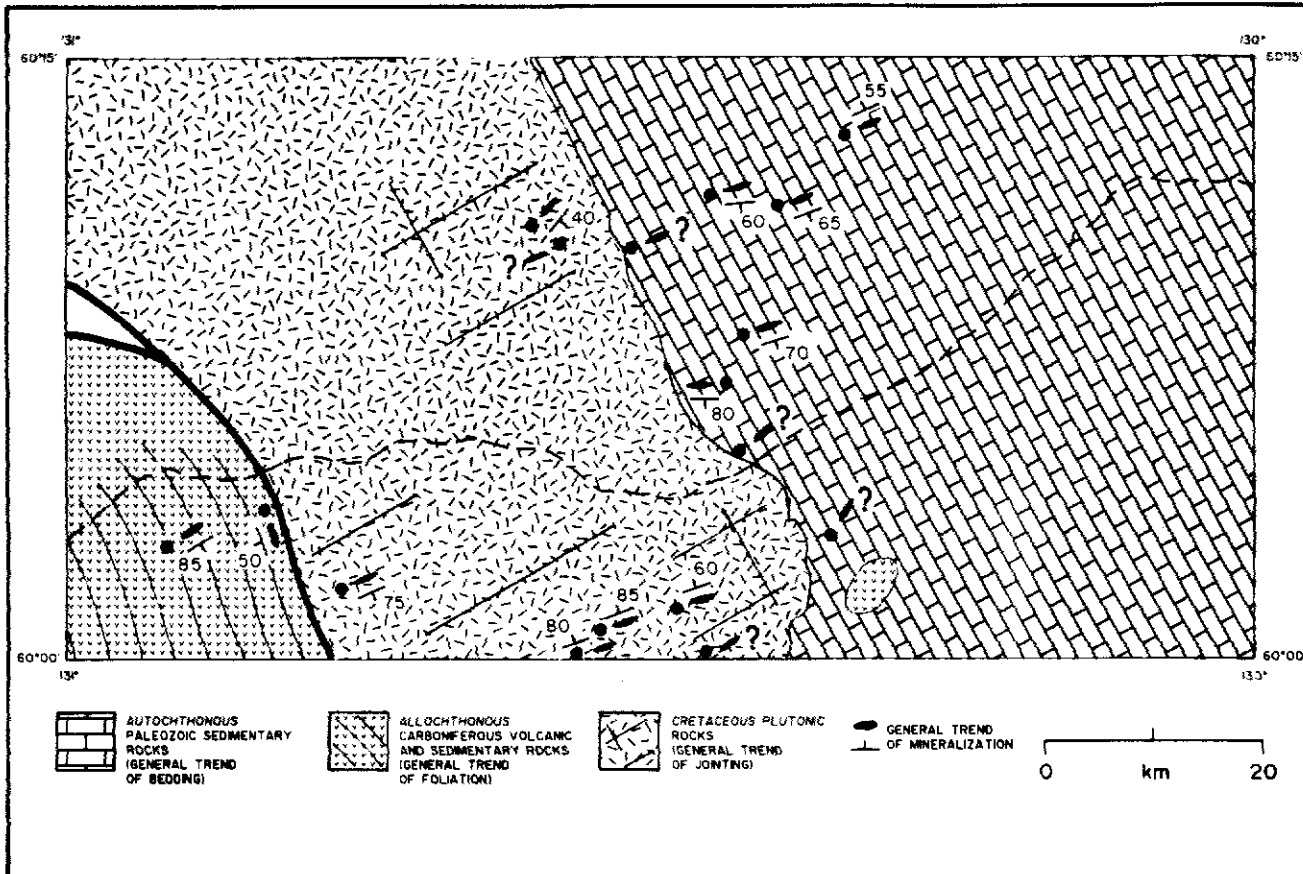 131°
130°
60°15'
60°15'
55
40
?
?
60
65
70
80
?
?
85
50
75
60
85
80
?
60°00'
60°00'
131°
130°
AUTOCHTHONOUS
PALEOZOIC SEDIMENTARY
ROCKS
(GENERAL TREND
OF BEDDING)
ALLOCHTHONOUS
CARBONIFEROUS VOLCANIC
AND SEDIMENTARY ROCKS
(GENERAL TREND
OF FOLIATION)
CRETACEOUS PLUTONIC
ROCKS
(GENERAL TREND
OF JOINTING)
GENERAL TREND
OF MINERALIZATION
0 km 20